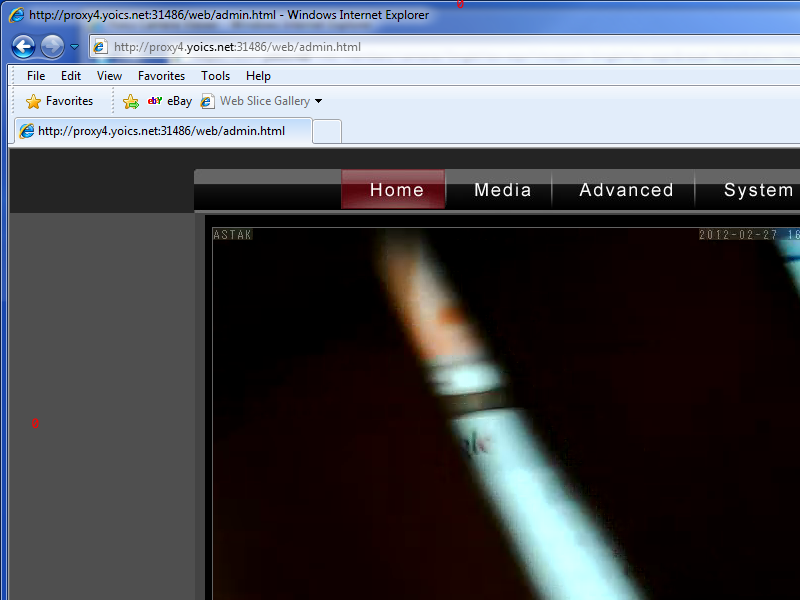 http://proxy4.yoics.net:31486/web/admin.html - Windows Internet Explorer
http://proxy4.yoics.net:31486/web/admin.html
File Edit View Favorites Tools Help
Favorites ebY eBay Web Slice Gallery
http://proxy4.yoics.net:31486/web/admin.html
Home Media Advanced System
ASTAK 2012-02-27 16